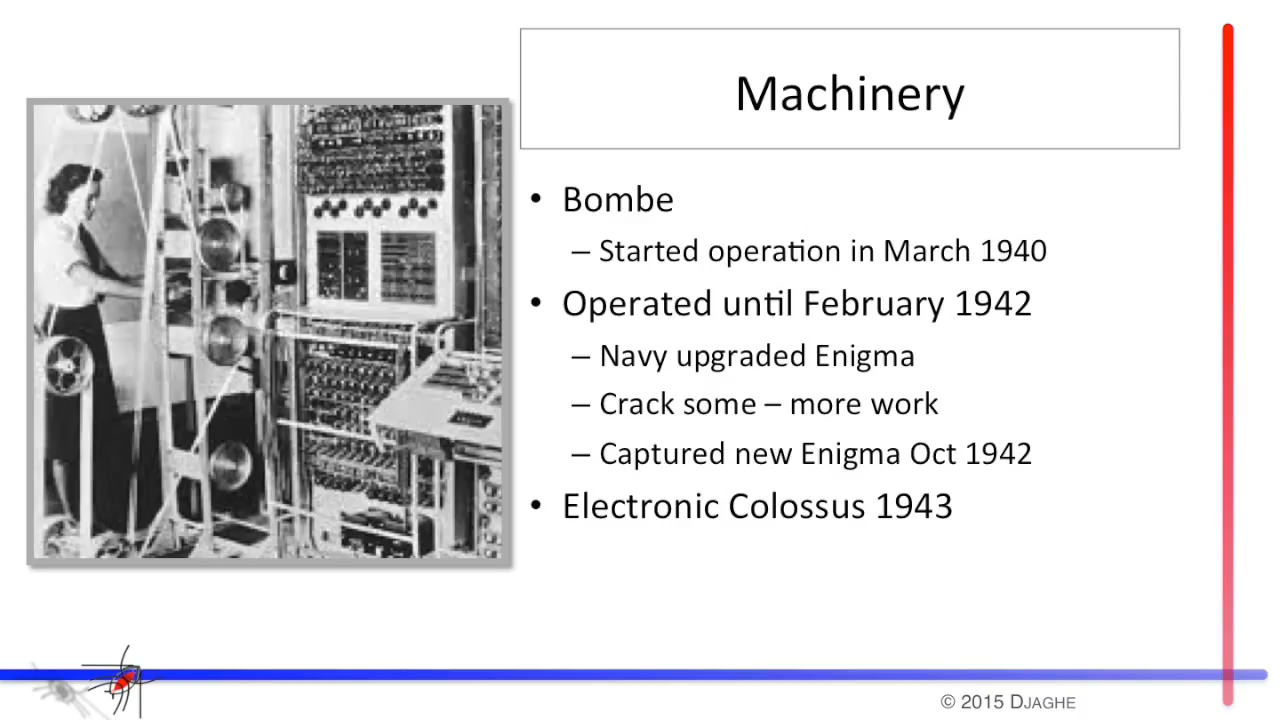 Machinery
• Bombe
– Started operation in March 1940
• Operated until February 1942
– Navy upgraded Enigma
– Crack some – more work
– Captured new Enigma Oct 1942
• Electronic Colossus 1943
© 2015 DJAGHE